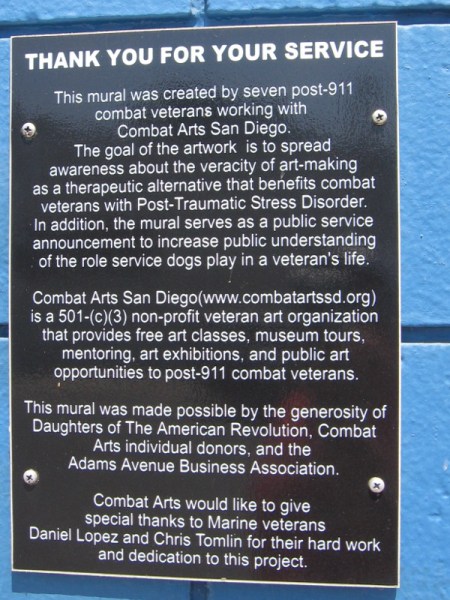 THANK YOU FOR YOUR SERVICE
This mural was created by seven post-911
combat veterans working with
Combat Arts San Diego.
The goal of the artwork is to spread
awareness about the veracity of art-making
as a therapeutic alternative that benefits combat
veterans with Post-Traumatic Stress Disorder.
In addition, the mural serves as a public service
announcement to increase public understanding
of the role service dogs play in a veteran's life.
Combat Arts San Diego(www.combatartssd.org)
is a 501-(c)(3) non-profit veteran art organization
that provides free art classes, museum tours,
mentoring, art exhibitions, and public art
opportunities to post-911 combat veterans.
This mural was made possible by the generosity of
Daughters of The American Revolution, Combat
Arts individual donors, and the
Adams Avenue Business Association.
Combat Arts would like to give
special thanks to Marine veterans
Daniel Lopez and Chris Tomlin for their hard work
and dedication to this project.